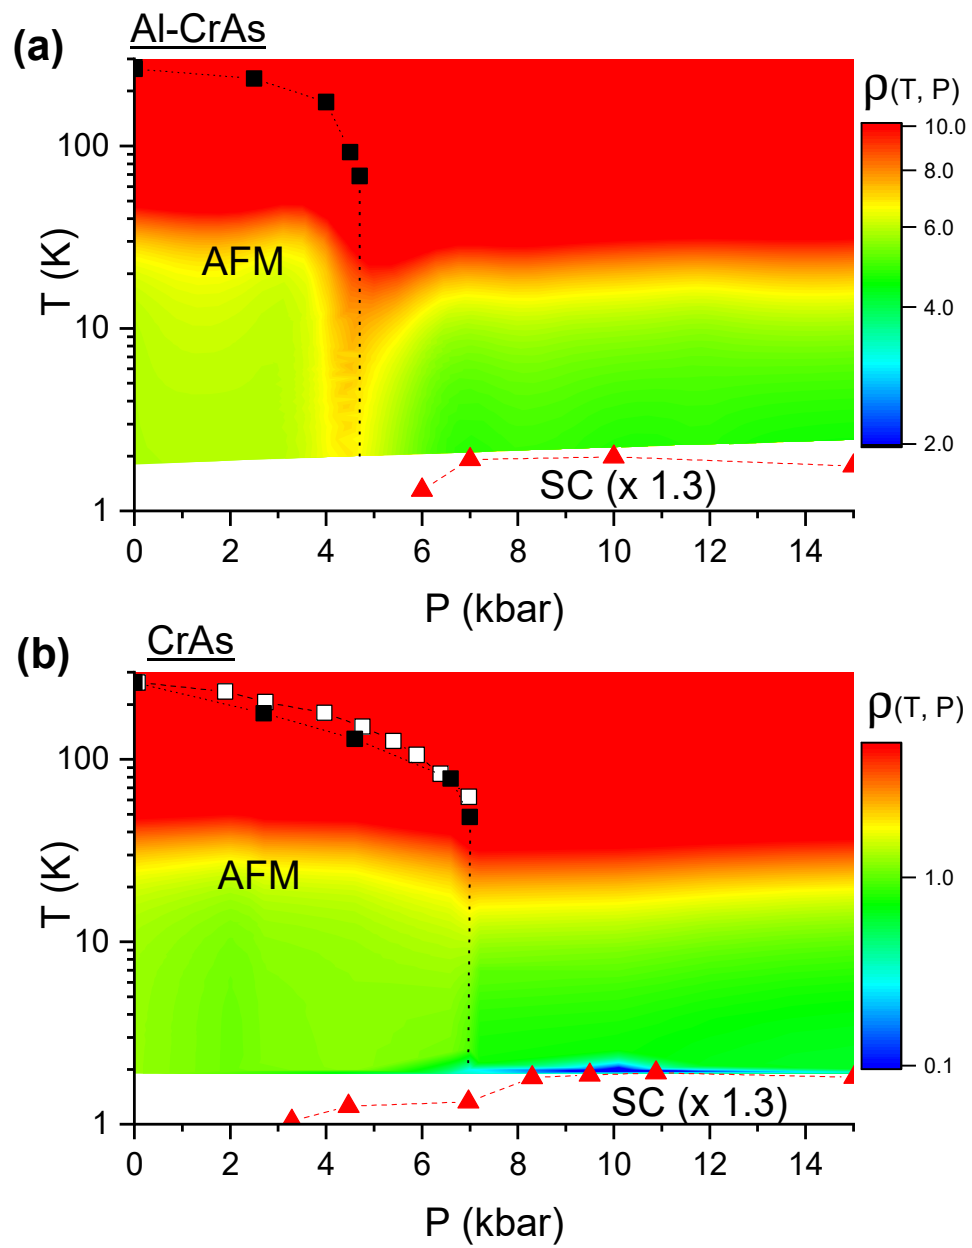 (a)
Al-CrAs
ρ(T, P)
10.0
8.0
6.0
4.0
2.0
T (K)
100
10
1
AFM
SC (x 1.3)
0 2 4 6 8 10 12 14
P (kbar)
(b)
CrAs
ρ(T, P)
1.0
0.1
T (K)
100
10
1
AFM
SC (x 1.3)
0 2 4 6 8 10 12 14
P (kbar)